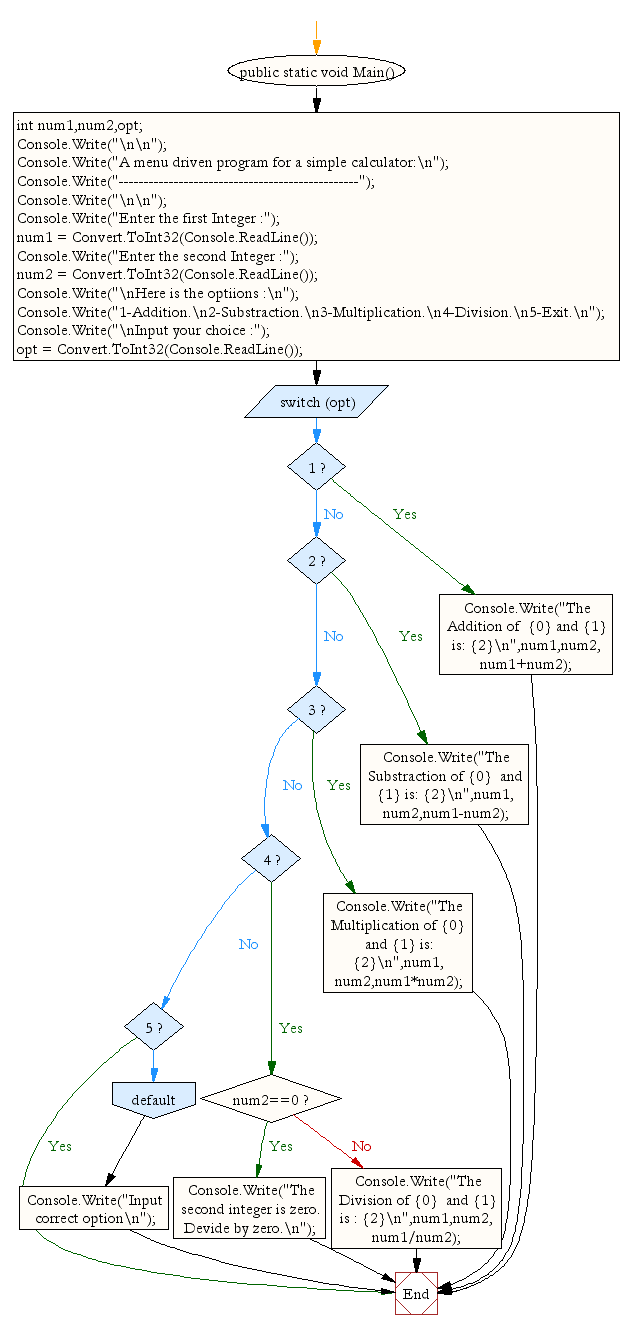 public static void Main()
int num1,num2,opt;
Console.Write("\n\n");
Console.Write("A menu driven program for a simple calculator:\n");
Console.Write("------------------------------------------------");
Console.Write("\n\n");
Console.Write("Enter the first Integer :");
num1 = Convert.ToInt32(Console.ReadLine());
Console.Write("Enter the second Integer :");
num2 = Convert.ToInt32(Console.ReadLine());
Console.Write("\nHere is the optiions :\n");
Console.Write("1-Addition.\n2-Substraction.\n3-Multiplication.\n4-Division.\n5-Exit.\n");
Console.Write("\nInput your choice :");
opt = Convert.ToInt32(Console.ReadLine());
switch (opt)
1 ?
No
Yes
2 ?
Console.Write("The
Addition of  {0} and {1}
is: {2}\n",num1,num2,
num1+num2);
No
Yes
3 ?
Console.Write("The
Substraction of {0}  and
{1} is: {2}\n",num1,
num2,num1-num2);
No
Yes
4 ?
Console.Write("The
Multiplication of {0}
and {1} is:
{2}\n",num1,
num2,num1*num2);
No
Yes
5 ?
default
num2==0 ?
Yes
Yes
No
Console.Write("Input
correct option\n");
Console.Write("The
second integer is zero.
Devide by zero.\n");
Console.Write("The
Division of {0}  and {1}
is : {2}\n",num1,num2,
num1/num2);
End